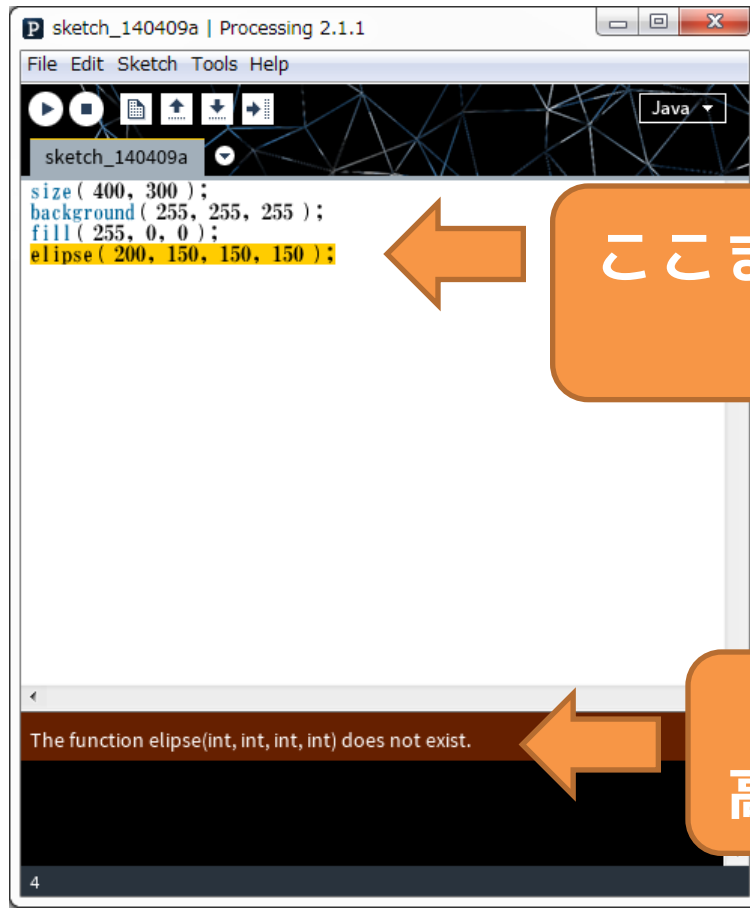 sketch_140409a | Processing 2.1.1
File Edit Sketch Tools Help
Java
sketch_140409a
size( 400, 300 );
background( 255, 255, 255 );
fill( 255, 0, 0 );
elipse( 200, 150, 150, 150 );
ここ
The function elipse(int, int, int, int) does not exist.
4